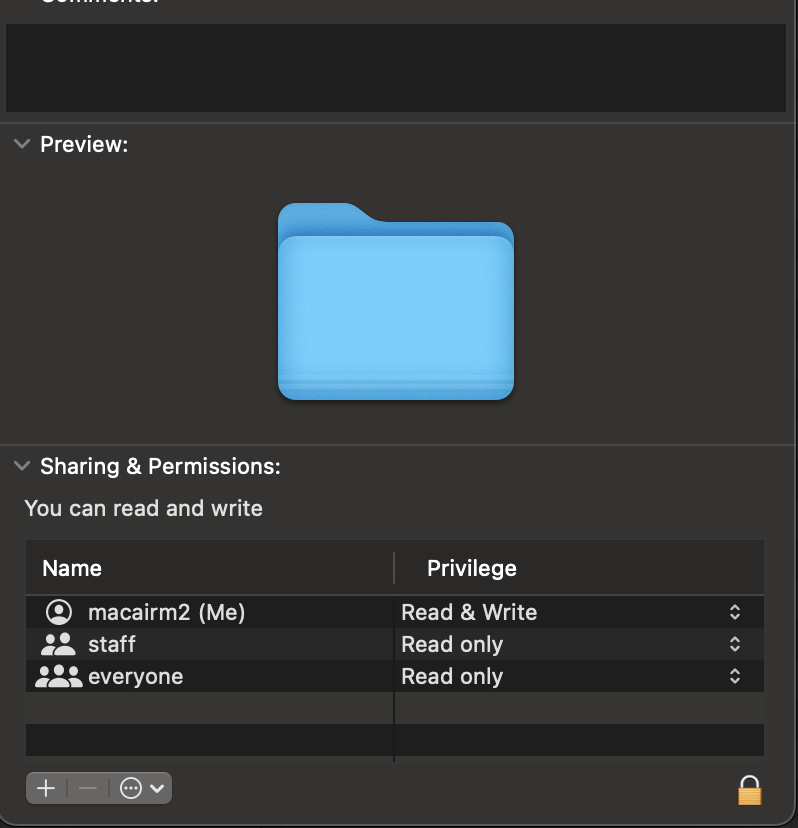 Comments:
Preview:
Sharing & Permissions:
You can read and write
Name Privilege
macairm2 (Me) Read & Write
staff Read only
everyone Read only